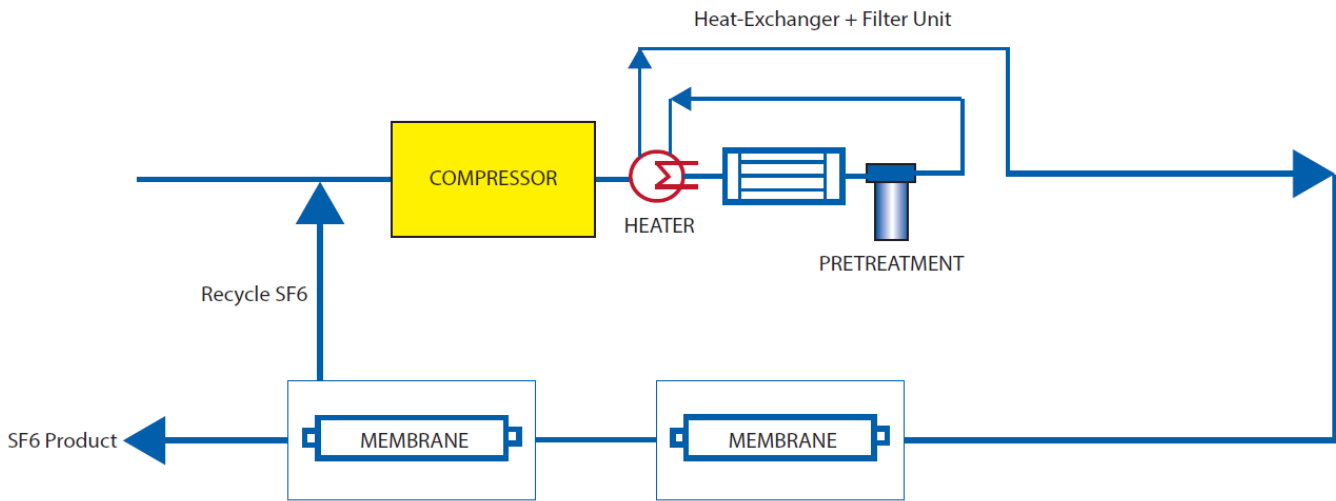 Heat-Exchanger + Filter Unit
COMPRESSOR
HEATER
PRETREATMENT
Recycle SF6
SF6 Product
MEMBRANE
MEMBRANE